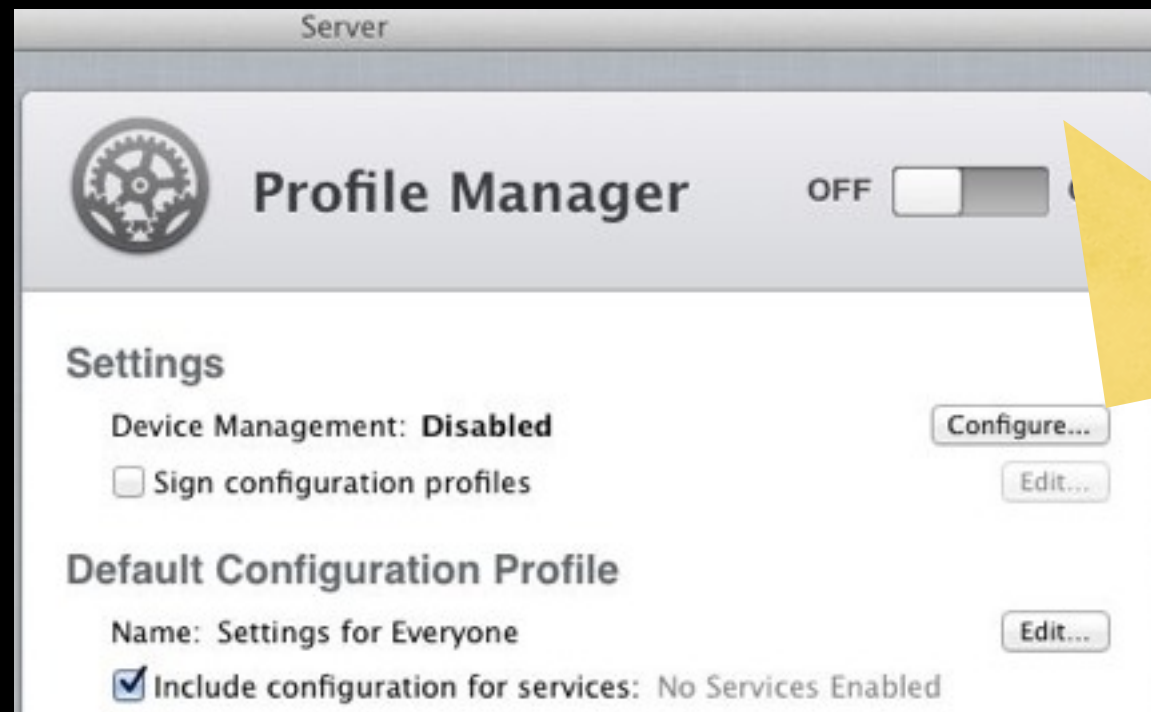 Server
Profile Manager OFF
Settings
Device Management: Disabled Configure...
Sign configuration profiles Edit...
Default Configuration Profile
Name: Settings for Everyone Edit...
Include configuration for services: No Services Enabled